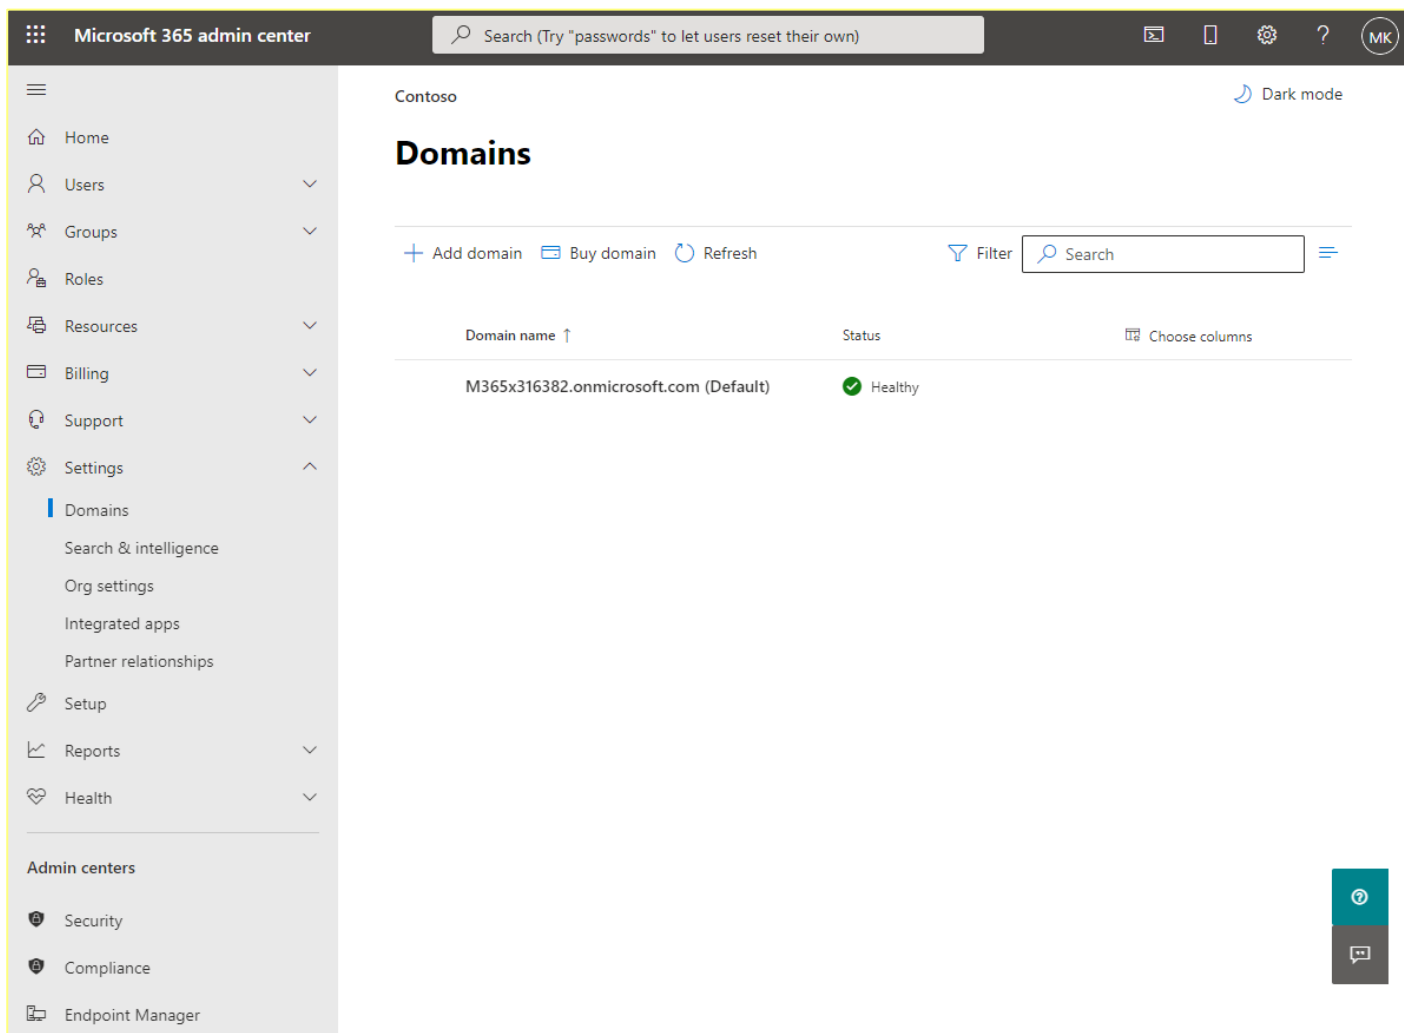 Microsoft 365 admin center
Search (Try "passwords" to let users reset their own)
MK
Home
Users
Groups
Roles
Resources
Billing
Support
Settings
Domains
Search & intelligence
Org settings
Integrated apps
Partner relationships
Setup
Reports
Health
Admin centers
Security
Compliance
Endpoint Manager
Contoso
Dark mode
Domains
Add domain Buy domain Refresh Filter Search
Domain name ↑ Status Choose columns
M365x316382.onmicrosoft.com (Default) Healthy